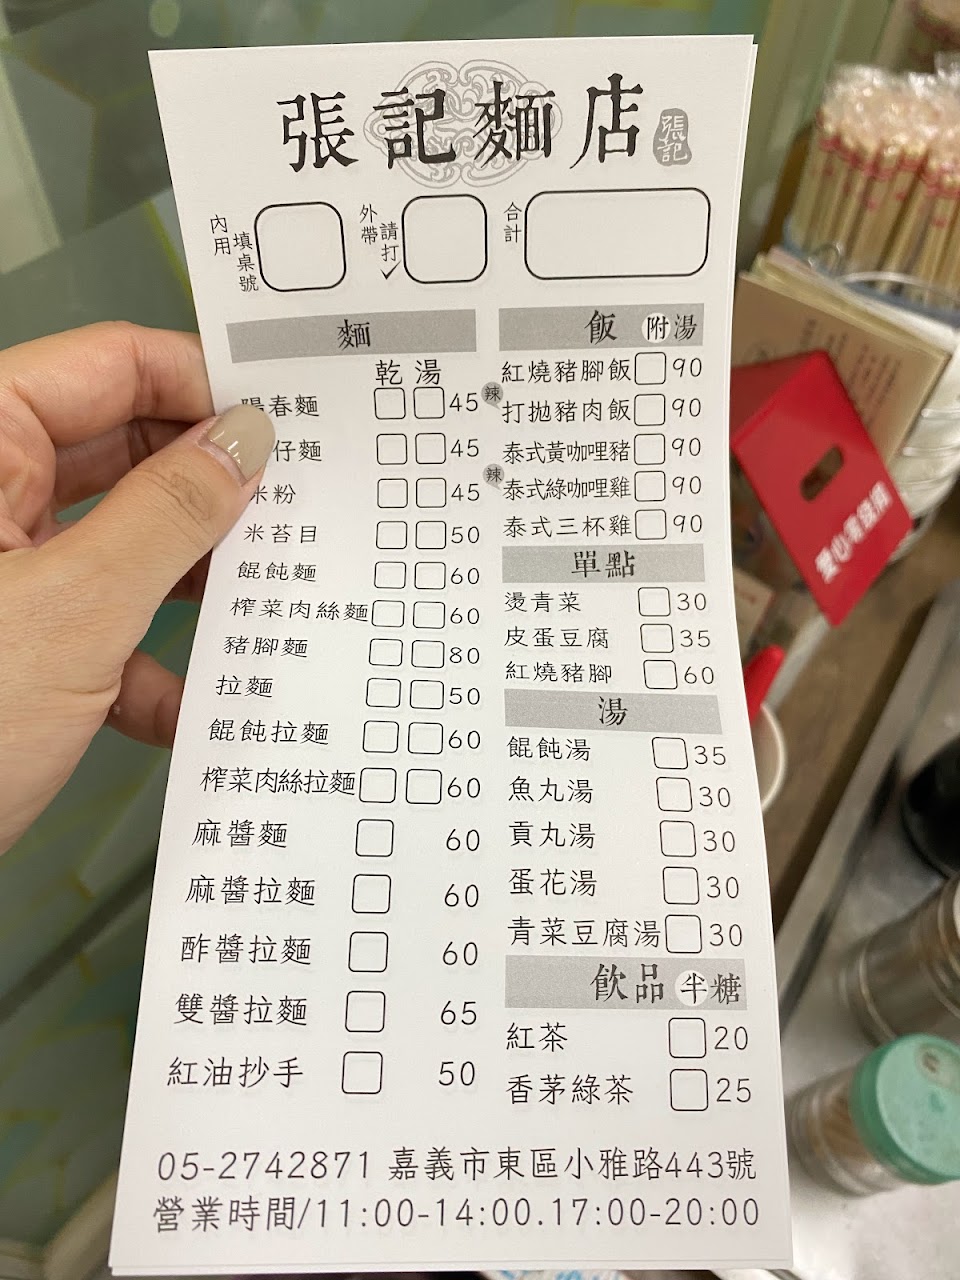 張記麵店
張記
內用 填桌號
外帶 請打✓
合計
麵
乾 湯
陽春麵 45
仔麵 45
米粉 45
米苔目 50
餛飩麵 60
榨菜肉絲麵 60
豬腳麵 80
拉麵 50
餛飩拉麵 60
榨菜肉絲拉麵 60
麻醬麵 60
麻醬拉麵 60
酢醬拉麵 60
雙醬拉麵 65
紅油抄手 50
飯 附湯
紅燒豬腳飯 90
辣 打拋豬肉飯 90
泰式黃咖哩豬 90
辣 泰式綠咖哩雞 90
泰式三杯雞 90
單點
燙青菜 30
皮蛋豆腐 35
紅燒豬腳 60
湯
餛飩湯 35
魚丸湯 30
貢丸湯 30
蛋花湯 30
青菜豆腐湯 30
飲品 半糖
紅茶 20
香茅綠茶 25
05-2742871 嘉義市東區小雅路443號
營業時間/11:00-14:00.17:00-20:00
愛心零錢捐